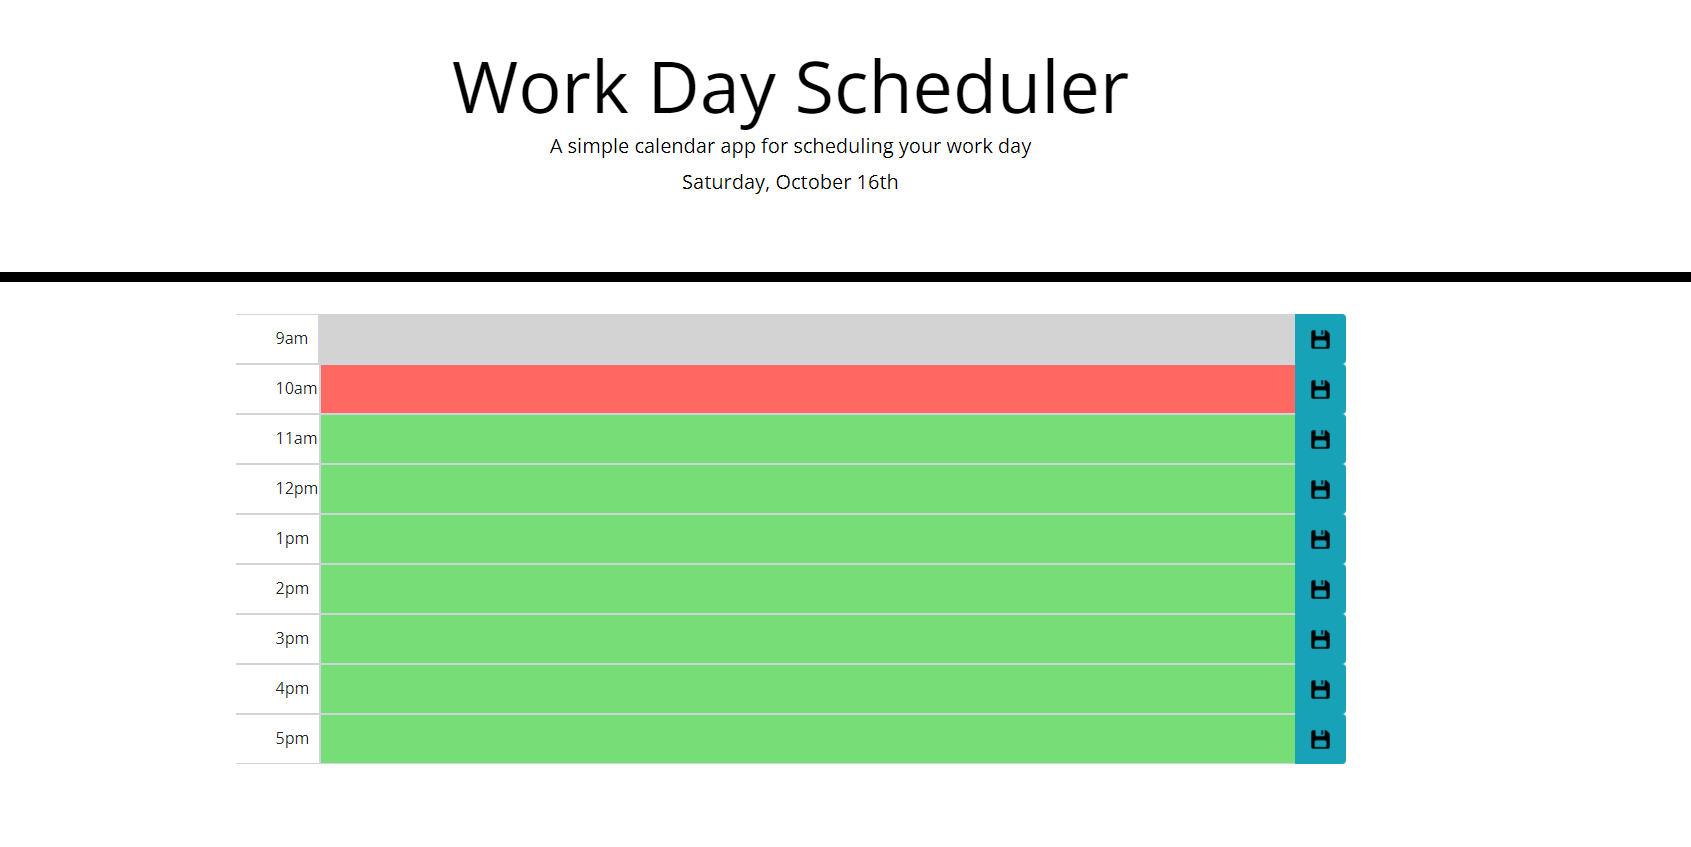 Work Day Scheduler
A simple calendar app for scheduling your work day
Saturday, October 16th
9am
10am
11am
12pm
1pm
2pm
3pm
4pm
5pm